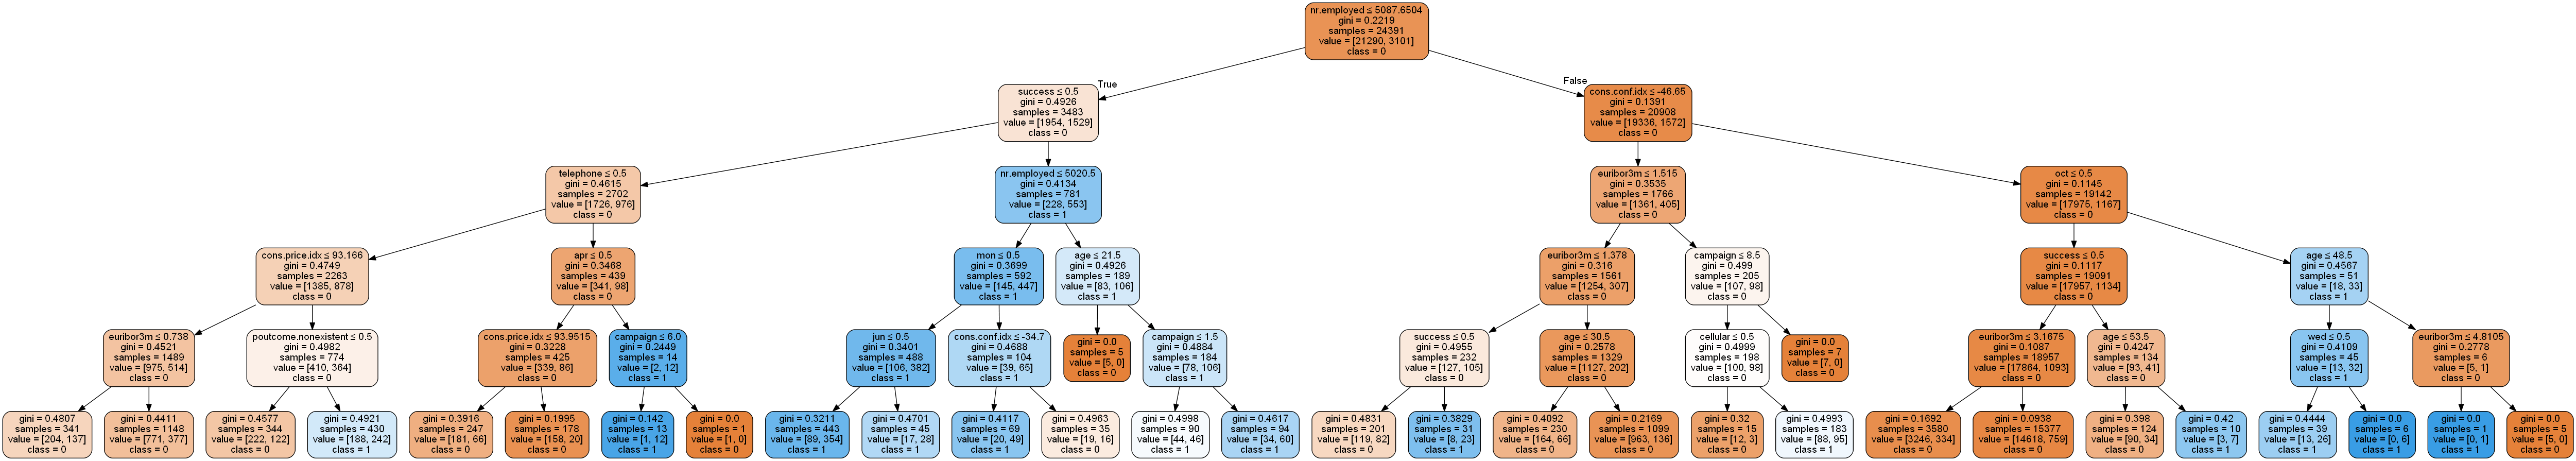 nr.employed ≤ 5087.6504
gini = 0.2219
samples = 24391
value = [21290, 3101]
class = 0
True
False
success ≤ 0.5
gini = 0.4926
samples = 3483
value = [1954, 1529]
class = 0
cons.conf.idx ≤ -46.65
gini = 0.1391
samples = 20908
value = [19336, 1572]
class = 0
telephone ≤ 0.5
gini = 0.4615
samples = 2702
value = [1726, 976]
class = 0
nr.employed ≤ 5020.5
gini = 0.4134
samples = 781
value = [228, 553]
class = 1
euribor3m ≤ 1.515
gini = 0.3535
samples = 1766
value = [1361, 405]
class = 0
oct ≤ 0.5
gini = 0.1145
samples = 19142
value = [17975, 1167]
class = 0
cons.price.idx ≤ 93.166
gini = 0.4749
samples = 2263
value = [1385, 878]
class = 0
apr ≤ 0.5
gini = 0.3468
samples = 439
value = [341, 98]
class = 0
mon ≤ 0.5
gini = 0.3699
samples = 592
value = [145, 447]
class = 1
age ≤ 21.5
gini = 0.4926
samples = 189
value = [83, 106]
class = 1
euribor3m ≤ 1.378
gini = 0.316
samples = 1561
value = [1254, 307]
class = 0
campaign ≤ 8.5
gini = 0.499
samples = 205
value = [107, 98]
class = 0
success ≤ 0.5
gini = 0.1117
samples = 19091
value = [17957, 1134]
class = 0
age ≤ 48.5
gini = 0.4567
samples = 51
value = [18, 33]
class = 1
euribor3m ≤ 0.738
gini = 0.4521
samples = 1489
value = [975, 514]
class = 0
poutcome.nonexistent ≤ 0.5
gini = 0.4982
samples = 774
value = [410, 364]
class = 0
cons.price.idx ≤ 93.9515
gini = 0.3228
samples = 425
value = [339, 86]
class = 0
campaign ≤ 6.0
gini = 0.2449
samples = 14
value = [2, 12]
class = 1
jun ≤ 0.5
gini = 0.3401
samples = 488
value = [106, 382]
class = 1
cons.conf.idx ≤ -34.7
gini = 0.4688
samples = 104
value = [39, 65]
class = 1
gini = 0.0
samples = 5
value = [5, 0]
class = 0
campaign ≤ 1.5
gini = 0.4884
samples = 184
value = [78, 106]
class = 1
success ≤ 0.5
gini = 0.4955
samples = 232
value = [127, 105]
class = 0
age ≤ 30.5
gini = 0.2578
samples = 1329
value = [1127, 202]
class = 0
cellular ≤ 0.5
gini = 0.4999
samples = 198
value = [100, 98]
class = 0
gini = 0.0
samples = 7
value = [7, 0]
class = 0
euribor3m ≤ 3.1675
gini = 0.1087
samples = 18957
value = [17864, 1093]
class = 0
age ≤ 53.5
gini = 0.4247
samples = 134
value = [93, 41]
class = 0
wed ≤ 0.5
gini = 0.4109
samples = 45
value = [13, 32]
class = 1
euribor3m ≤ 4.8105
gini = 0.2778
samples = 6
value = [5, 1]
class = 0
gini = 0.4807
samples = 341
value = [204, 137]
class = 0
gini = 0.4411
samples = 1148
value = [771, 377]
class = 0
gini = 0.4577
samples = 344
value = [222, 122]
class = 0
gini = 0.4921
samples = 430
value = [188, 242]
class = 1
gini = 0.3916
samples = 247
value = [181, 66]
class = 0
gini = 0.1995
samples = 178
value = [158, 20]
class = 0
gini = 0.142
samples = 13
value = [1, 12]
class = 1
gini = 0.0
samples = 1
value = [1, 0]
class = 0
gini = 0.3211
samples = 443
value = [89, 354]
class = 1
gini = 0.4701
samples = 45
value = [17, 28]
class = 1
gini = 0.4117
samples = 69
value = [20, 49]
class = 1
gini = 0.4963
samples = 35
value = [19, 16]
class = 0
gini = 0.4998
samples = 90
value = [44, 46]
class = 1
gini = 0.4617
samples = 94
value = [34, 60]
class = 1
gini = 0.4831
samples = 201
value = [119, 82]
class = 0
gini = 0.3829
samples = 31
value = [8, 23]
class = 1
gini = 0.4092
samples = 230
value = [164, 66]
class = 0
gini = 0.2169
samples = 1099
value = [963, 136]
class = 0
gini = 0.32
samples = 15
value = [12, 3]
class = 0
gini = 0.4993
samples = 183
value = [88, 95]
class = 1
gini = 0.1692
samples = 3580
value = [3246, 334]
class = 0
gini = 0.0938
samples = 15377
value = [14618, 759]
class = 0
gini = 0.398
samples = 124
value = [90, 34]
class = 0
gini = 0.42
samples = 10
value = [3, 7]
class = 1
gini = 0.4444
samples = 39
value = [13, 26]
class = 1
gini = 0.0
samples = 6
value = [0, 6]
class = 1
gini = 0.0
samples = 1
value = [0, 1]
class = 1
gini = 0.0
samples = 5
value = [5, 0]
class = 0